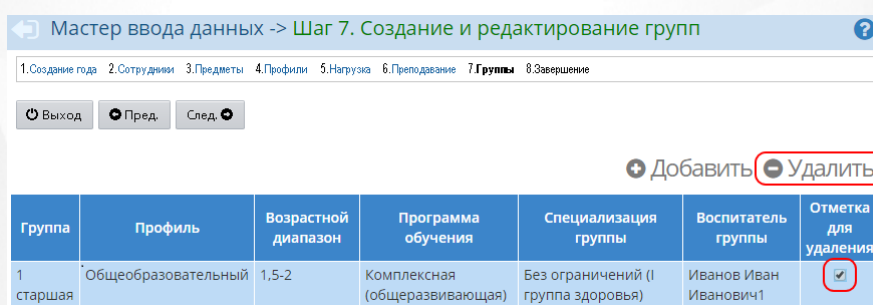 Мастер ввода данных -> Шаг 7. Создание и редактирование групп ?
1.Создание года 2.Сотрудники 3.Предметы 4.Профили 5.Нагрузка 6.Преподавание 7.Группы 8.Завершение
Выход Пред. След.
Добавить Удалить
Группа Профиль Возрастной диапазон Программа обучения Специализация группы Воспитатель группы Отметка для удаления
1 старшая Общеобразовательный 1,5-2 Комплексная (общеразвивающая) Без ограничений (I группа здоровья) Иванов Иван Иванович1